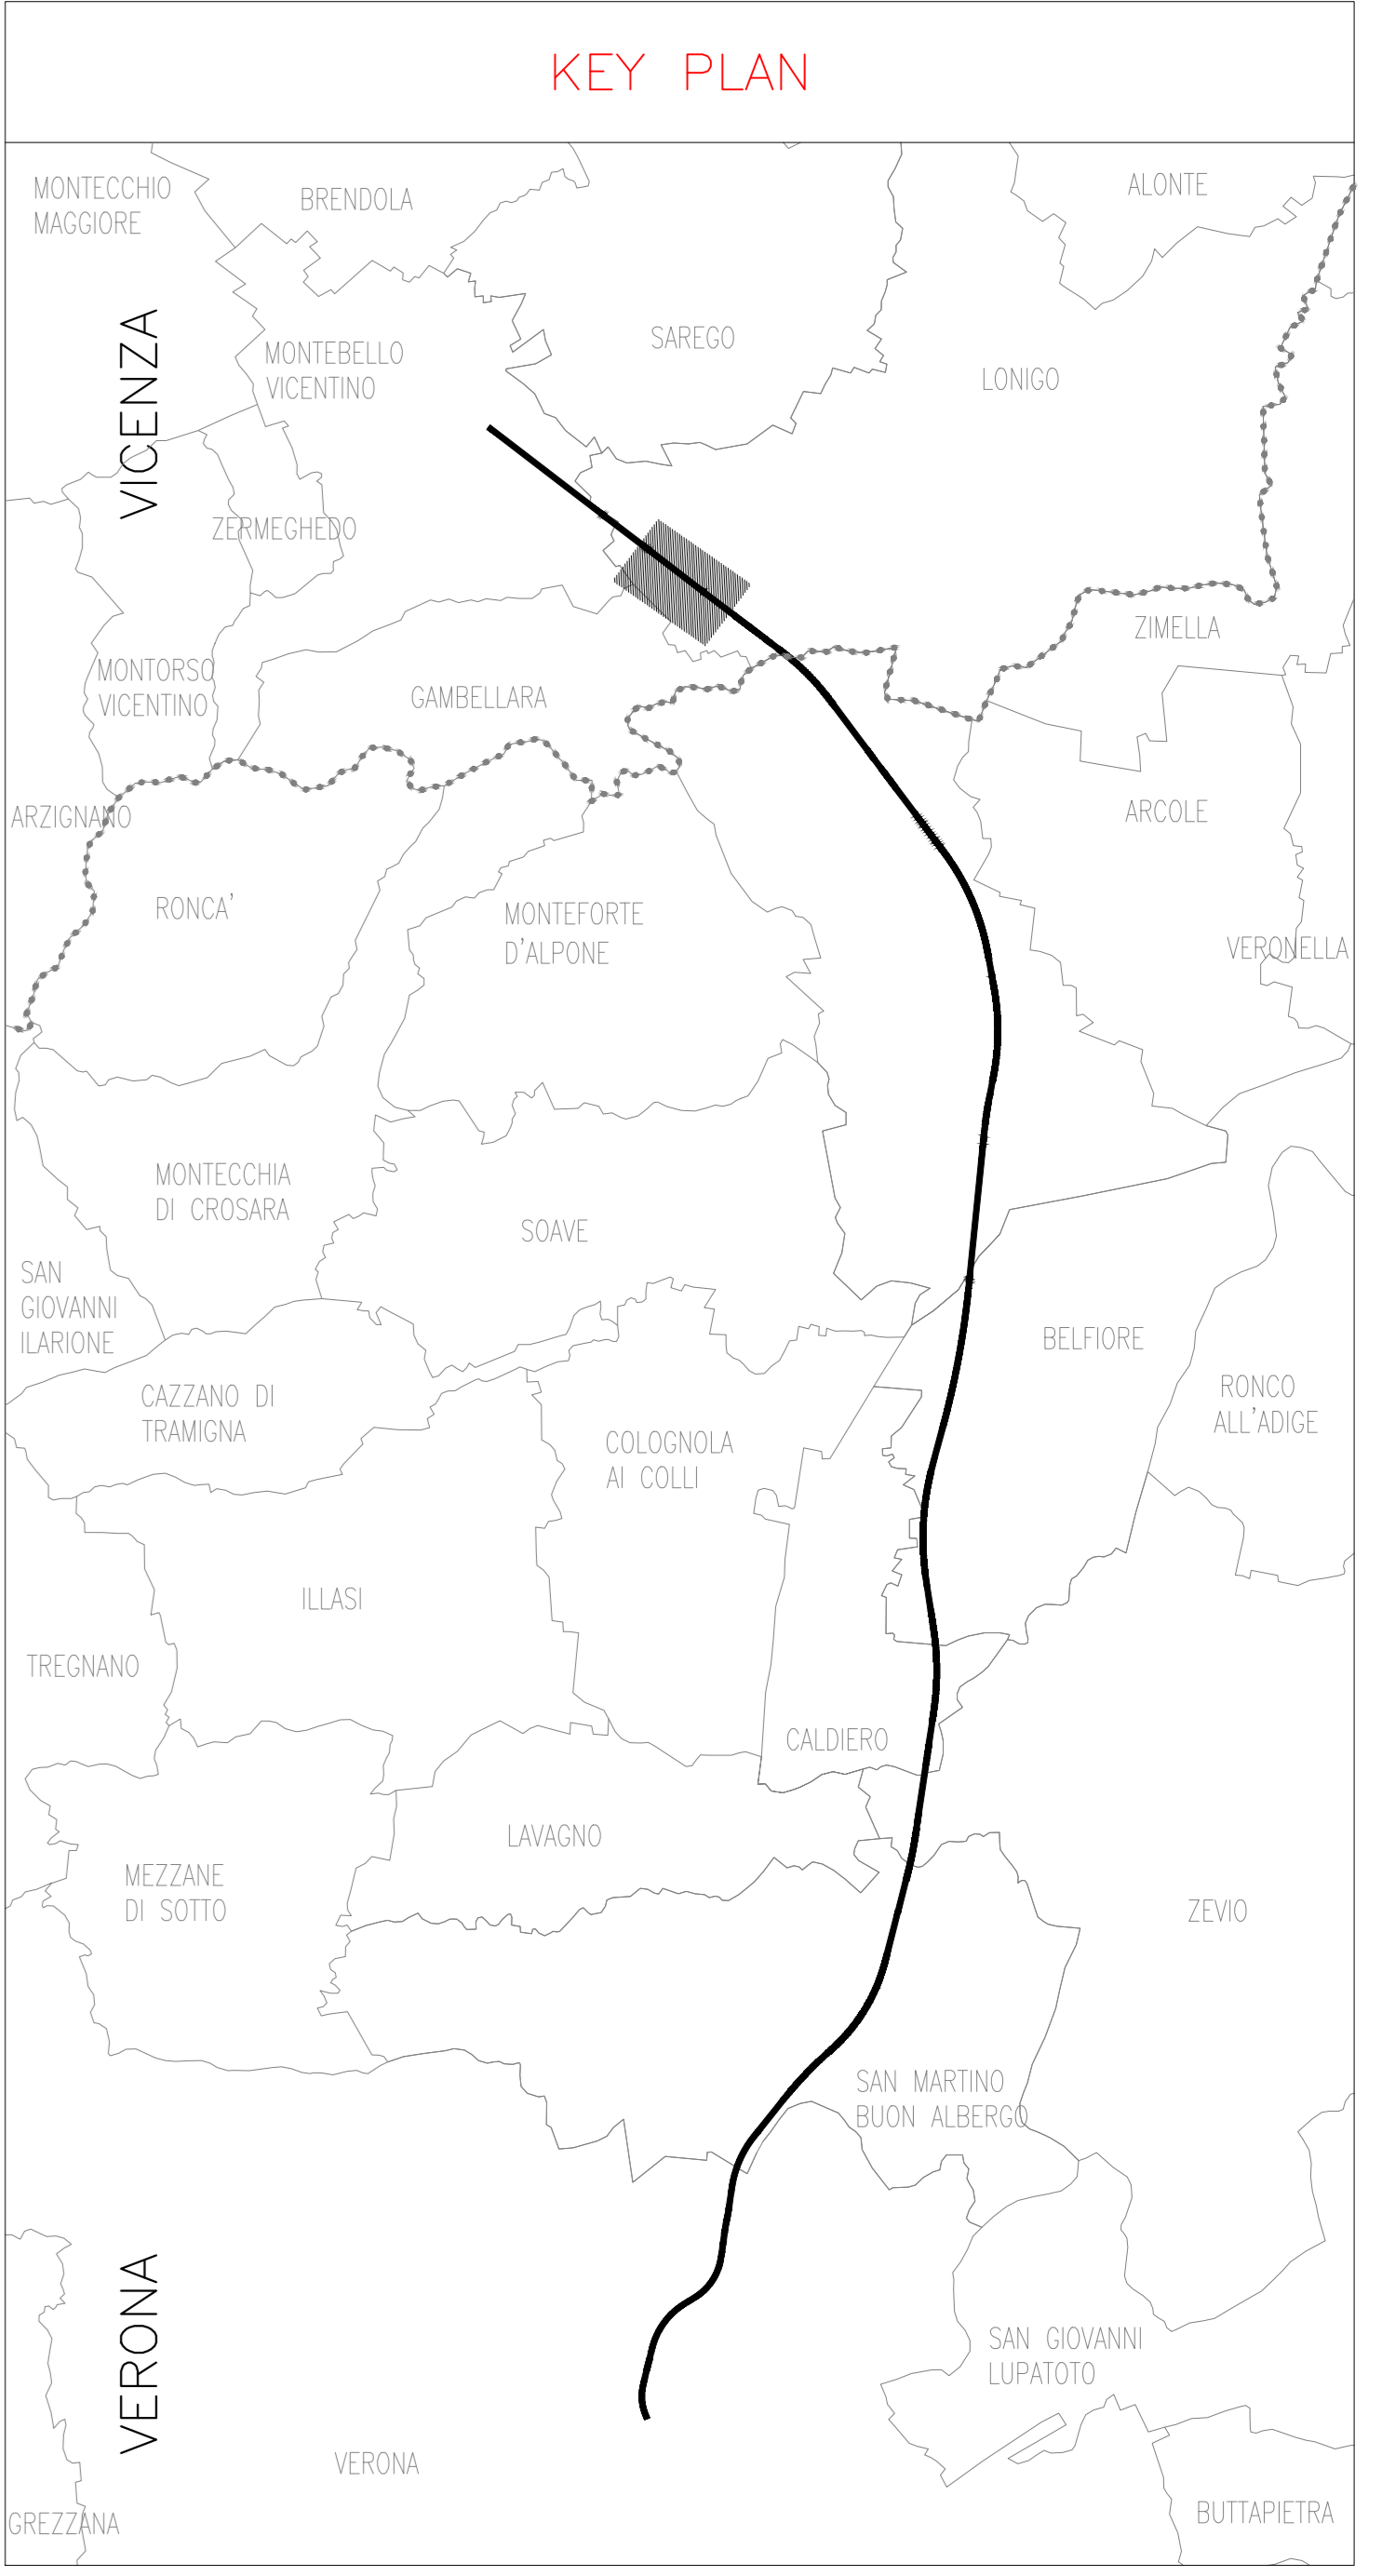 KEY PLAN
MONTECCHIO
MAGGIORE
BRENDOLA
ALONTE
VICENZA
MONTEBELLO
VICENTINO
SAREGO
LONIGO
ZERMEGHEDO
ZIMELLA
MONTORSO
VICENTINO
GAMBELLARA
ARZIGNANO
ARCOLE
RONCA'
MONTEFORTE
D'ALPONE
VERONELLA
MONTECCHIA
DI CROSARA
SOAVE
SAN
GIOVANNI
ILARIONE
BELFIORE
CAZZANO DI
TRAMIGNA
RONCO
ALL'ADIGE
COLOGNOLA
AI COLLI
ILLASI
TREGNANO
CALDIERO
LAVAGNO
MEZZANE
DI SOTTO
ZEVIO
SAN MARTINO
BUON ALBERGO
VERONA
SAN GIOVANNI
LUPATOTO
VERONA
GREZZANA
BUTTAPIETRA